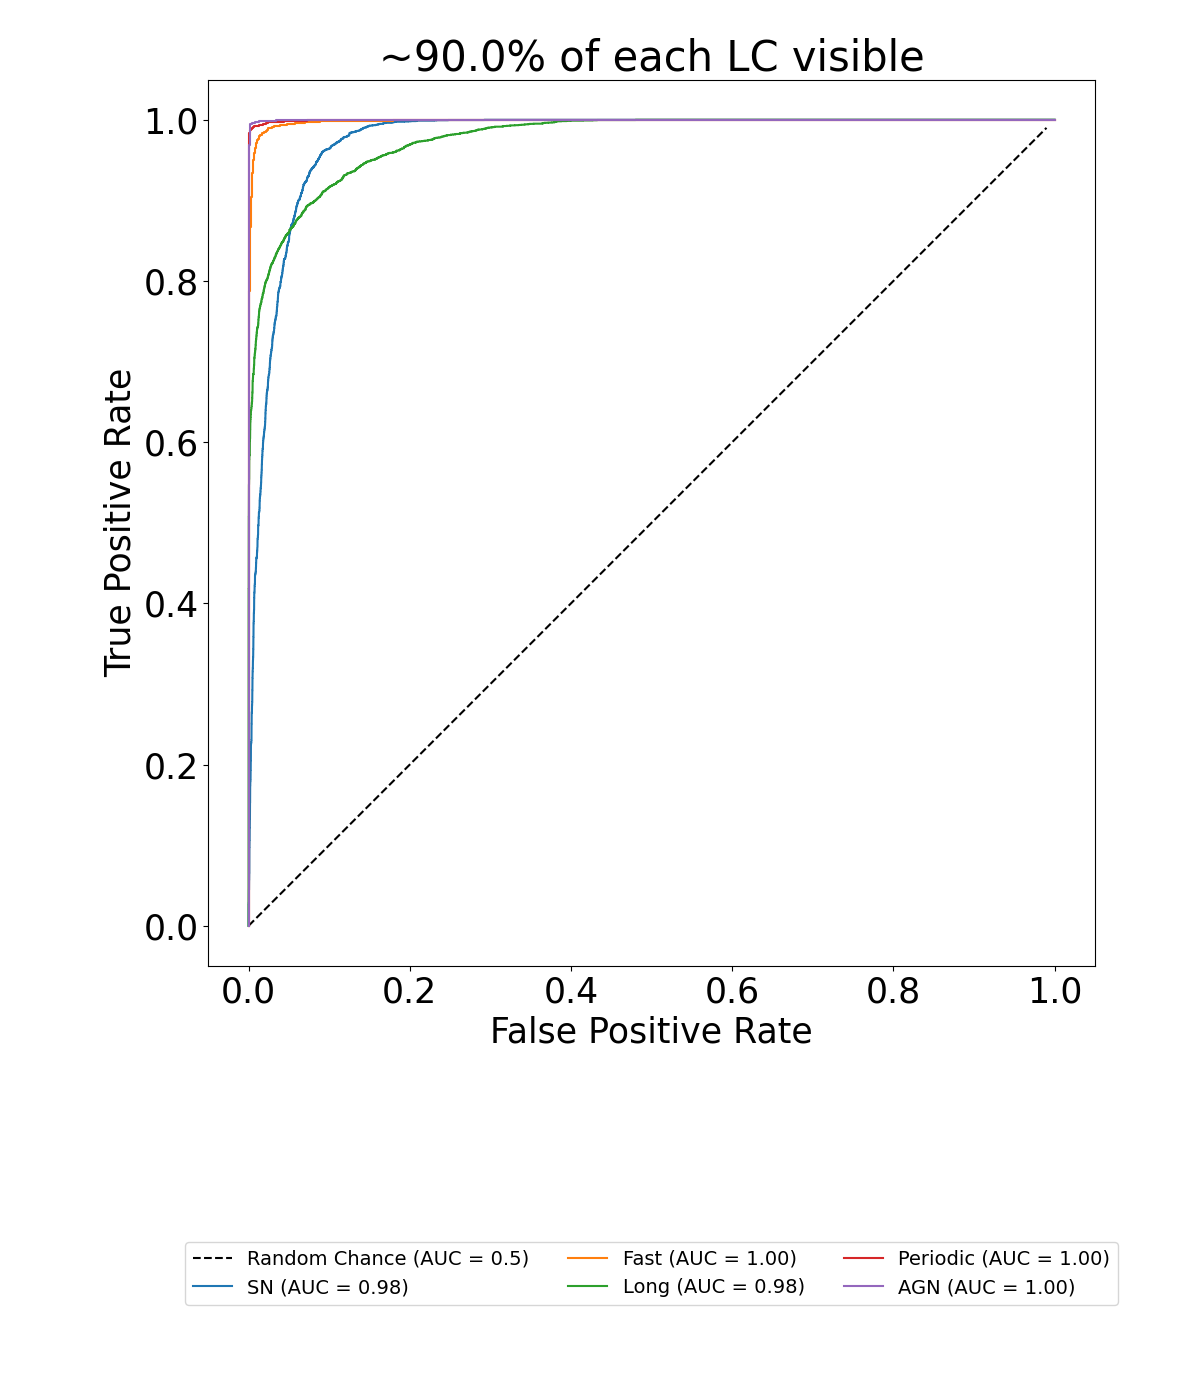 ~90.0% of each LC visible
True Positive Rate
1.0
0.8
0.6
0.4
0.2
0.0
0.0 0.2 0.4 0.6 0.8 1.0
False Positive Rate
Random Chance (AUC = 0.5)
SN (AUC = 0.98)
Fast (AUC = 1.00)
Long (AUC = 0.98)
Periodic (AUC = 1.00)
AGN (AUC = 1.00)